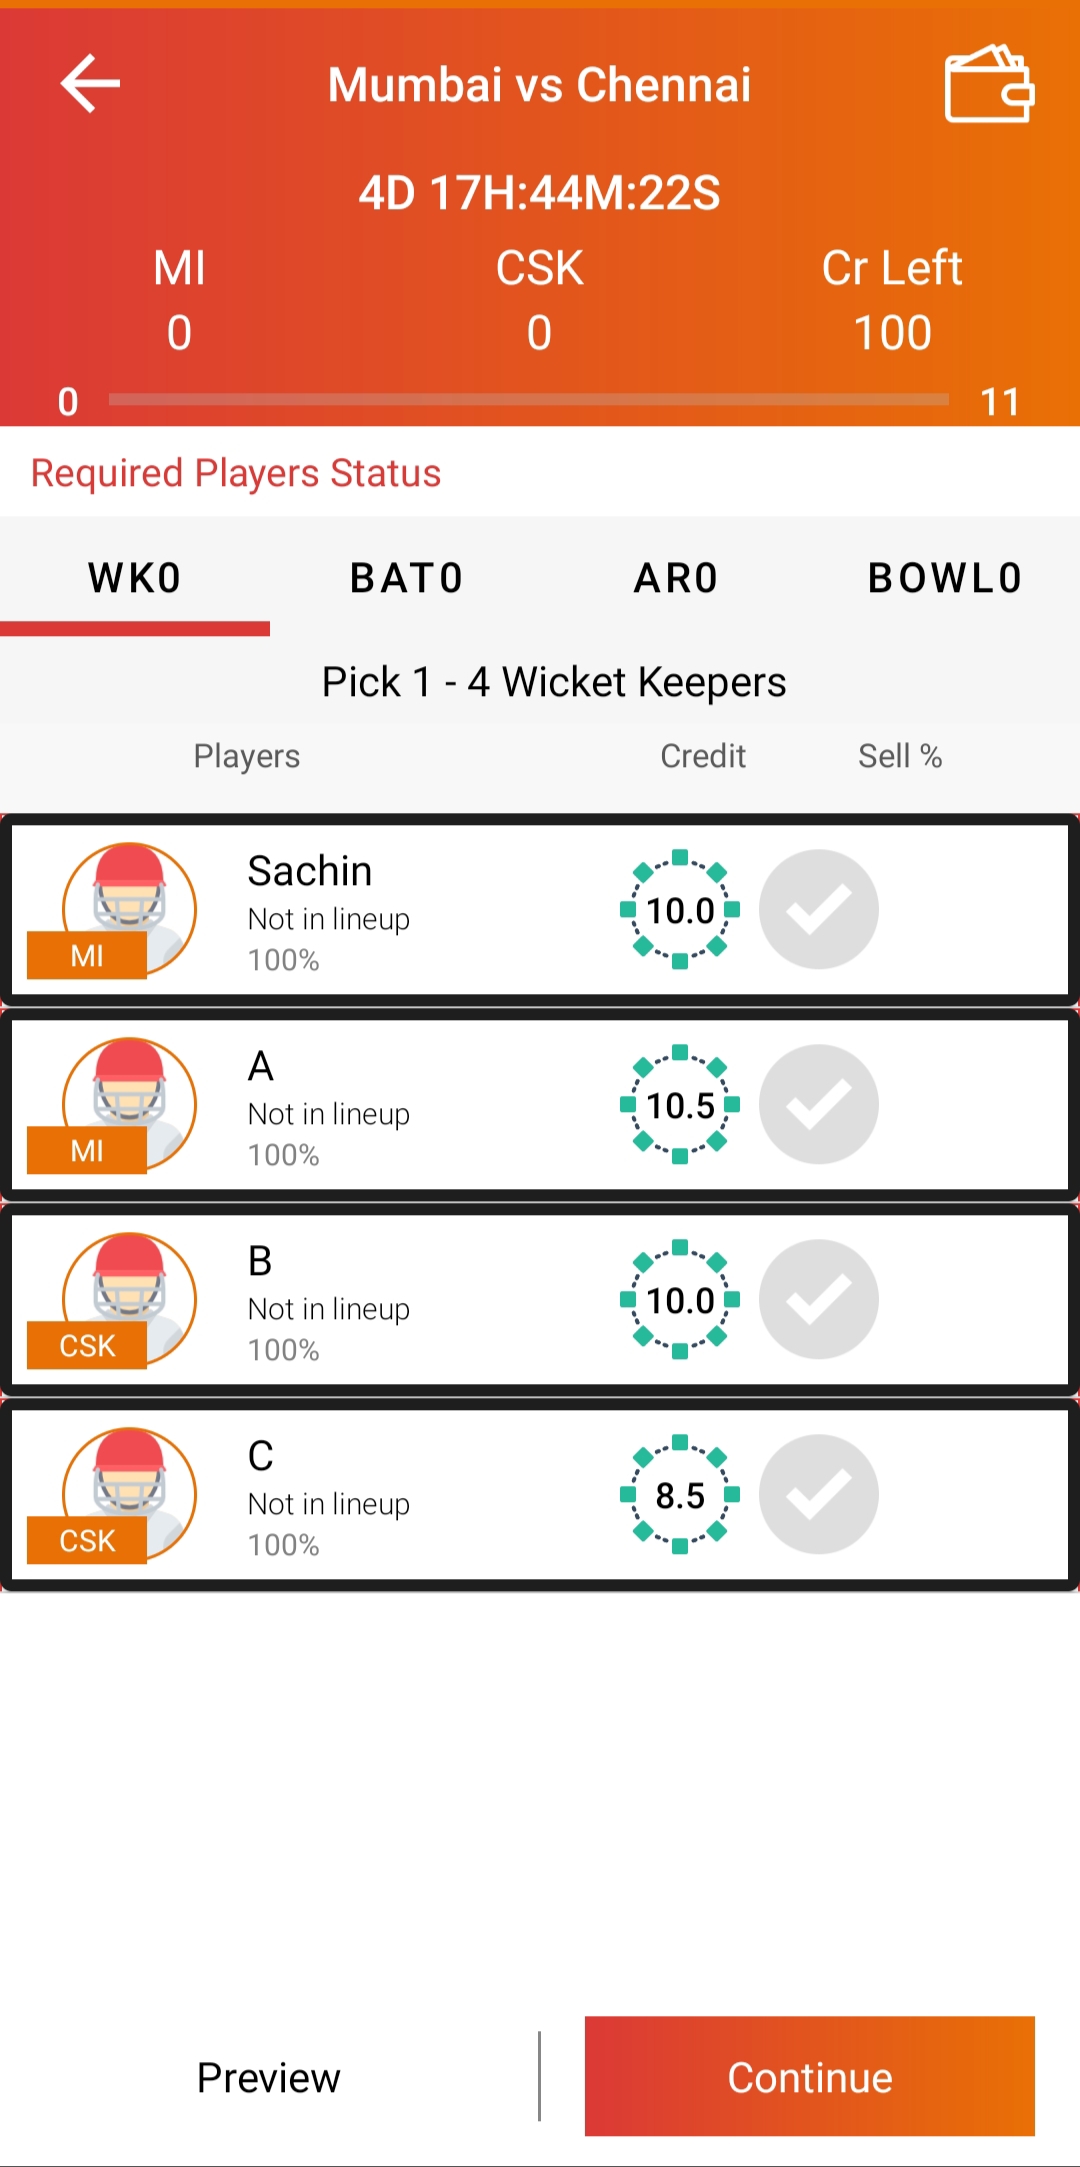 Mumbai vs Chennai
4D 17H:44M:22S
MI CSK Cr Left
0 0 100
0 11
Required Players Status
WK0 BAT0 AR0 BOWL0
Pick 1 - 4 Wicket Keepers
Players Credit Sell %
Sachin
Not in lineup
100%
MI
10.0
A
Not in lineup
100%
MI
10.5
B
Not in lineup
100%
CSK
10.0
C
Not in lineup
100%
CSK
8.5
Preview Continue